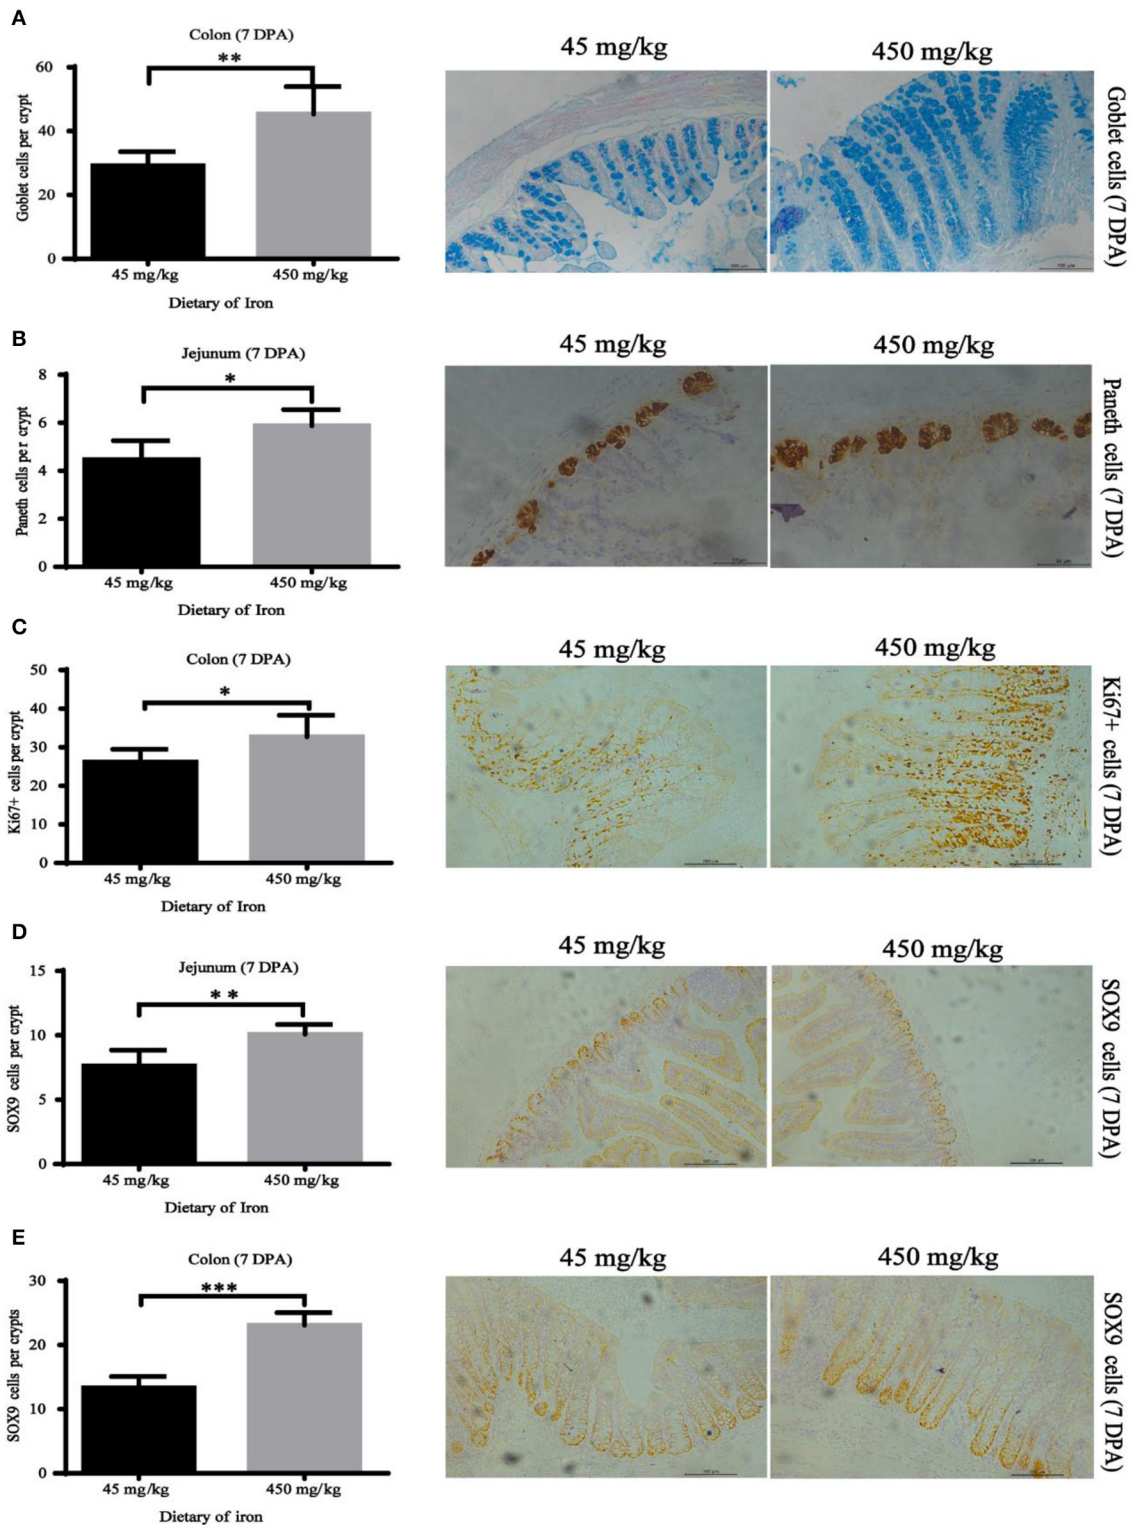 A
Colon (7 DPA)
**
60
40
20
0
Goblet cells per crypt
45 mg/kg
450 mg/kg
Dietary of Iron
45 mg/kg
450 mg/kg
Goblet cells (7 DPA)
B
Jejunum (7 DPA)
*
8
6
4
2
0
Paneth cells per crypt
45 mg/kg
450 mg/kg
Dietary of Iron
45 mg/kg
450 mg/kg
Paneth cells (7 DPA)
C
Colon (7 DPA)
*
50
40
30
20
10
0
Ki67+ cells per crypt
45 mg/kg
450 mg/kg
Dietary of Iron
45 mg/kg
450 mg/kg
Ki67+ cells (7 DPA)
D
Jejunum (7 DPA)
**
15
10
5
0
SOX9 cells per crypt
45 mg/kg
450 mg/kg
Dietary of Iron
45 mg/kg
450 mg/kg
SOX9 cells (7 DPA)
E
Colon (7 DPA)
***
30
20
10
0
SOX9 cells per crypts
45 mg/kg
450 mg/kg
Dietary of iron
45 mg/kg
450 mg/kg
SOX9 cells (7 DPA)